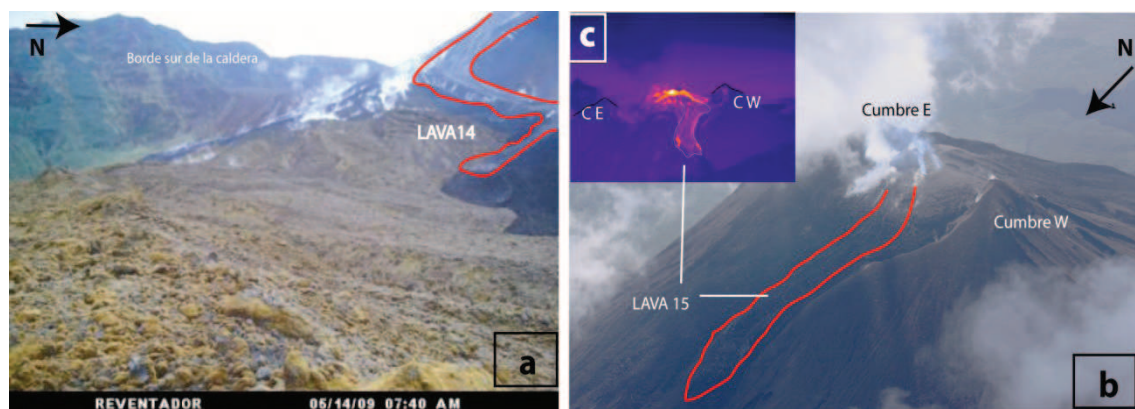 N
Borde sur de la caldera
LAVA14
a
REVENTADOR 05/14/09 07:40 AM
c
C E
C W
Cumbre E
N
Cumbre W
LAVA 15
b